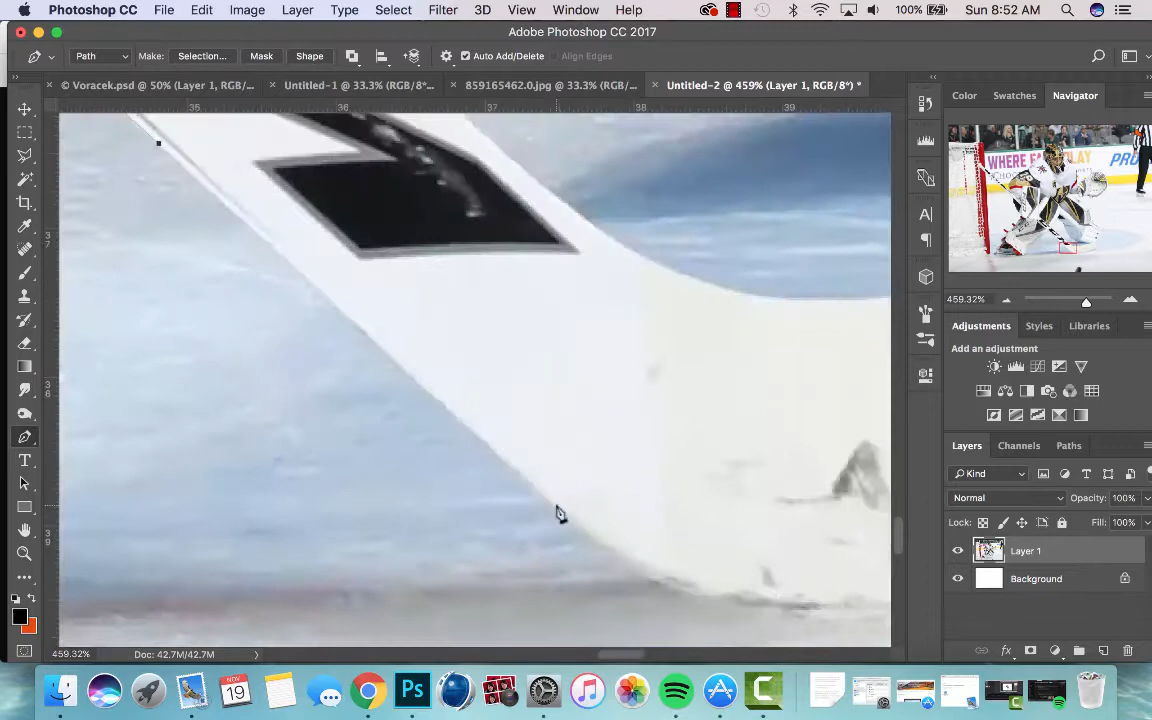 Photoshop CC File Edit Image Layer Type Select Filter 3D View Window Help 100% Sun 8:52 AM
Adobe Photoshop CC 2017
Path Make: Selection... Mask Shape Auto Add/Delete Align Edges
© Voracek.psd @ 50% (Layer 1, RGB/... Untitled-1 @ 33.3% (RGB/8*... 859165462.0.jpg @ 33.3% (RGB/... Untitled-2 @ 459% (Layer 1, RGB/8*) *
Color Swatches Navigator
35 36 37 38 39
WHERE FAN PLAY PRO
37
38
39
459.32%
Adjustments Styles Libraries
Add an adjustment
Layers Channels Paths
Kind
Normal Opacity: 100%
Lock: Fill: 100%
Layer 1
Background
459.32% Doc: 42.7M/42.7M
NOV
19
Ps